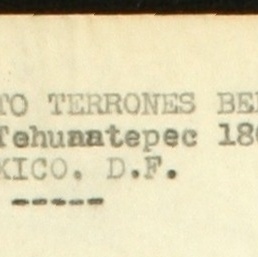 TO TERRONES BE
Tehuantepec 18
XICO. D.F.
-----